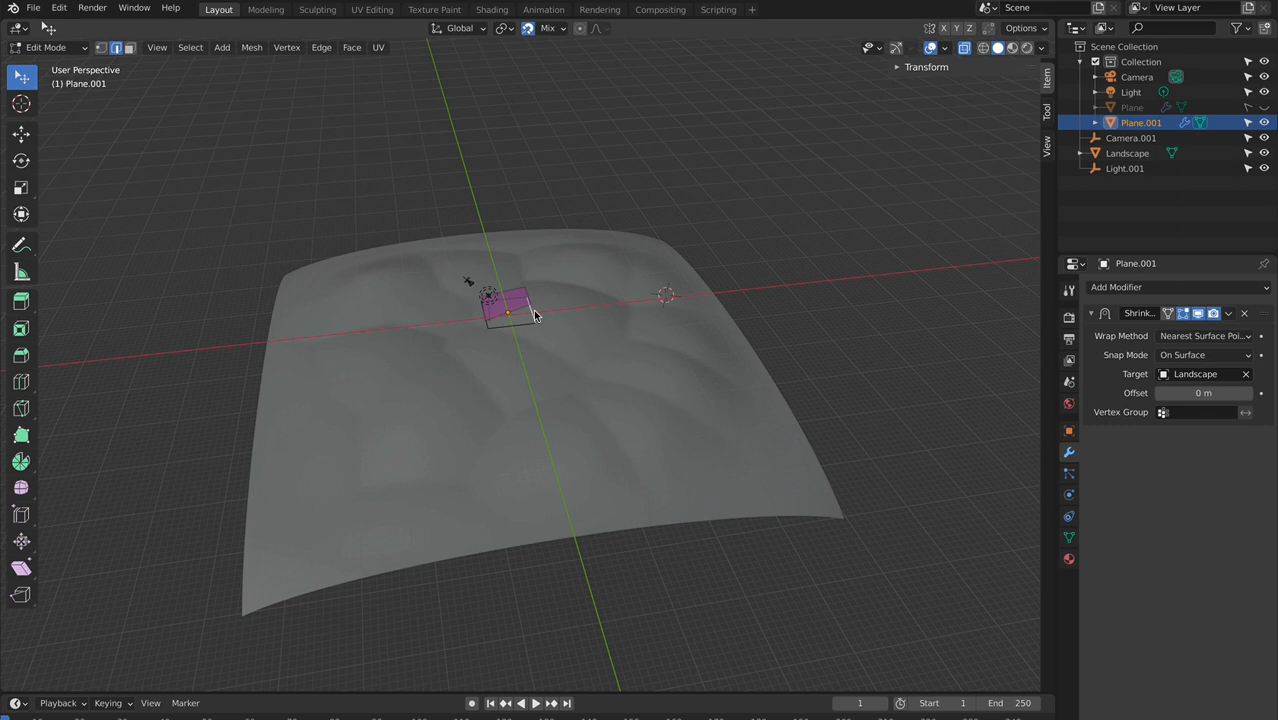 File Edit Render Window Help Layout Modeling Sculpting UV Editing Texture Paint Shading Animation Rendering Compositing Scripting + Scene View Layer
Global Mix X Y Z Options
Edit Mode View Select Add Mesh Vertex Edge Face UV
User Perspective
(1) Plane.001
Transform
Item
Tool
View
Scene Collection
Collection
Camera
Light
Plane
Plane.001
Camera.001
Landscape
Light.001
Plane.001
Add Modifier
Shrink...
Wrap Method Nearest Surface Poi...
Snap Mode On Surface
Target Landscape
Offset 0 m
Vertex Group
Playback Keying View Marker 1 Start 1 End 250